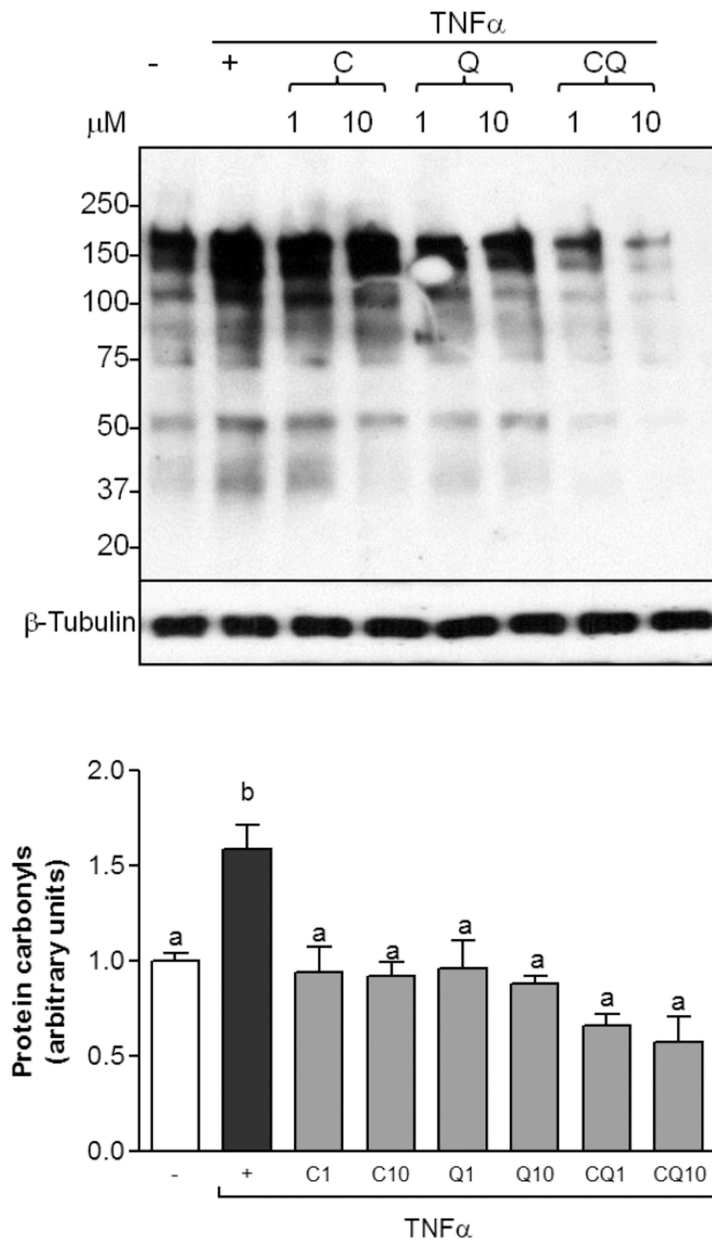 TNFα
- + C Q CQ
μM 1 10 1 10 1 10
250
150
100
75
50
37
20
β-Tubulin
Protein carbonyls
(arbitrary units)
2.0
1.5
1.0
0.5
0.0
a b a a a a a a
- + C1 C10 Q1 Q10 CQ1 CQ10
TNFα